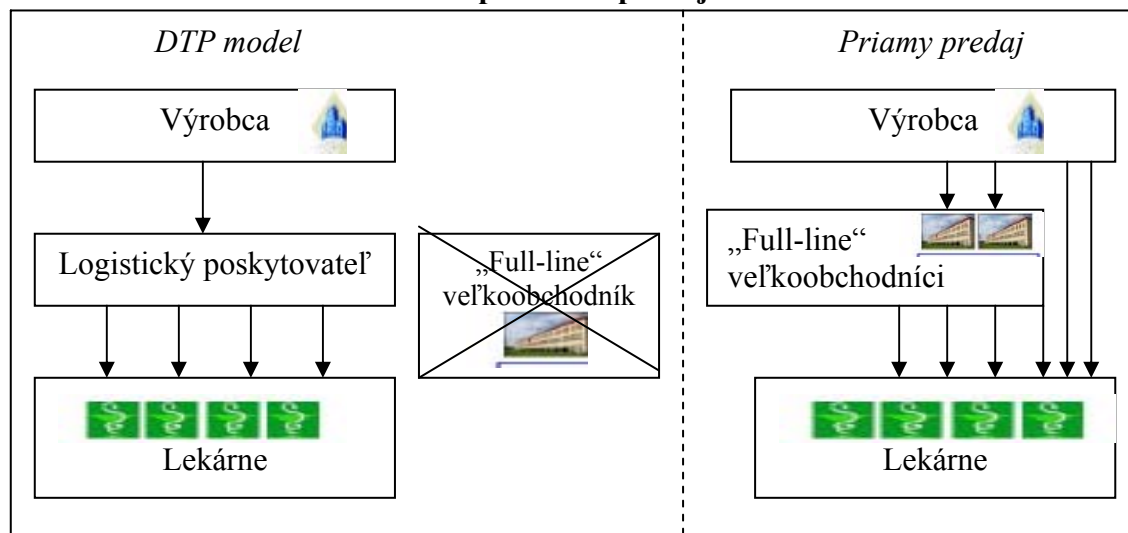 DTP model
Výrobca
Logistický poskytovateľ
„Full-line“
veľkoobchodník
Lekárne
Priamy predaj
Výrobca
„Full-line“
veľkoobchodníci
Lekárne